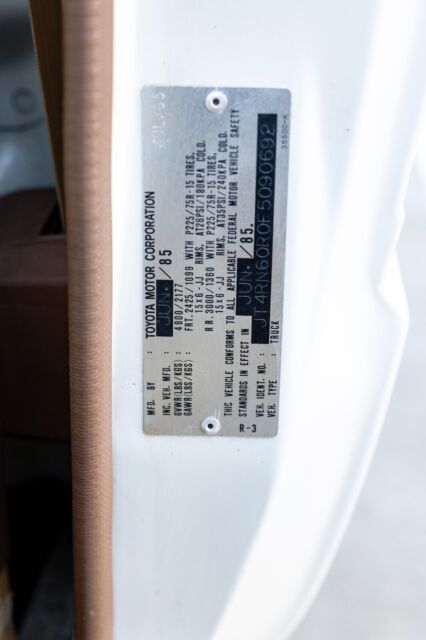 MFD. BY : TOYOTA MOTOR CORPORATION
INC. VEH. MFD. : JUN. /85
GVWR(LBS/KGS) : 4800/2177
GAWR(LBS/KGS) : FRT. 2425/1099 WITH P225/75R-15 TIRES,
15x6-JJ RIMS, AT26PSI/180KPA COLD.
RR. 3000/1360 WITH P225/75R-15 TIRES,
15x6-JJ RIMS, AT35PSI/240KPA COLD.
THIS VEHICLE CONFORMS TO ALL APPLICABLE FEDERAL MOTOR VEHICLE SAFETY
STANDARDS IN EFFECT IN JUN. /85.
VEH. IDENT. NO. : JT4RN60R0F5090692
VEH. TYPE : TRUCK
R-3
35500-A